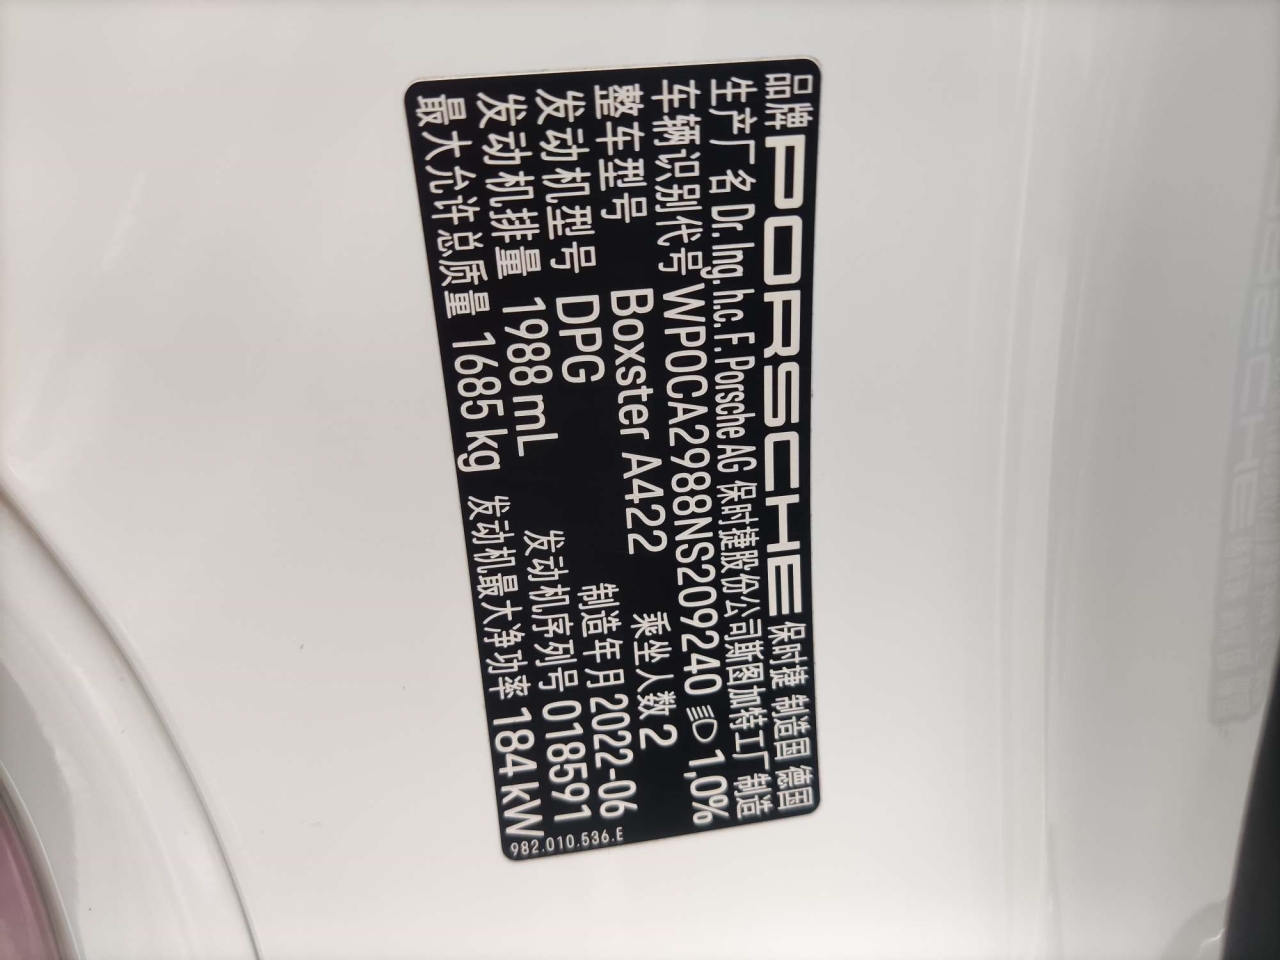 品牌 PORSCHE 保时捷 制造国 德国
生产厂名 Dr. Ing. h.c. F. Porsche AG 保时捷股份公司斯图加特工厂 制造
车辆识别代号 WP0CA2988NS209240 1,0%
整车型号 Boxster A422 乘坐人数 2
发动机型号 DPG 制造年月 2022-06
发动机排量 1988 mL 发动机序列号 018591
最大允许总质量 1685 kg 发动机最大净功率 184 kW
982.010.536.E